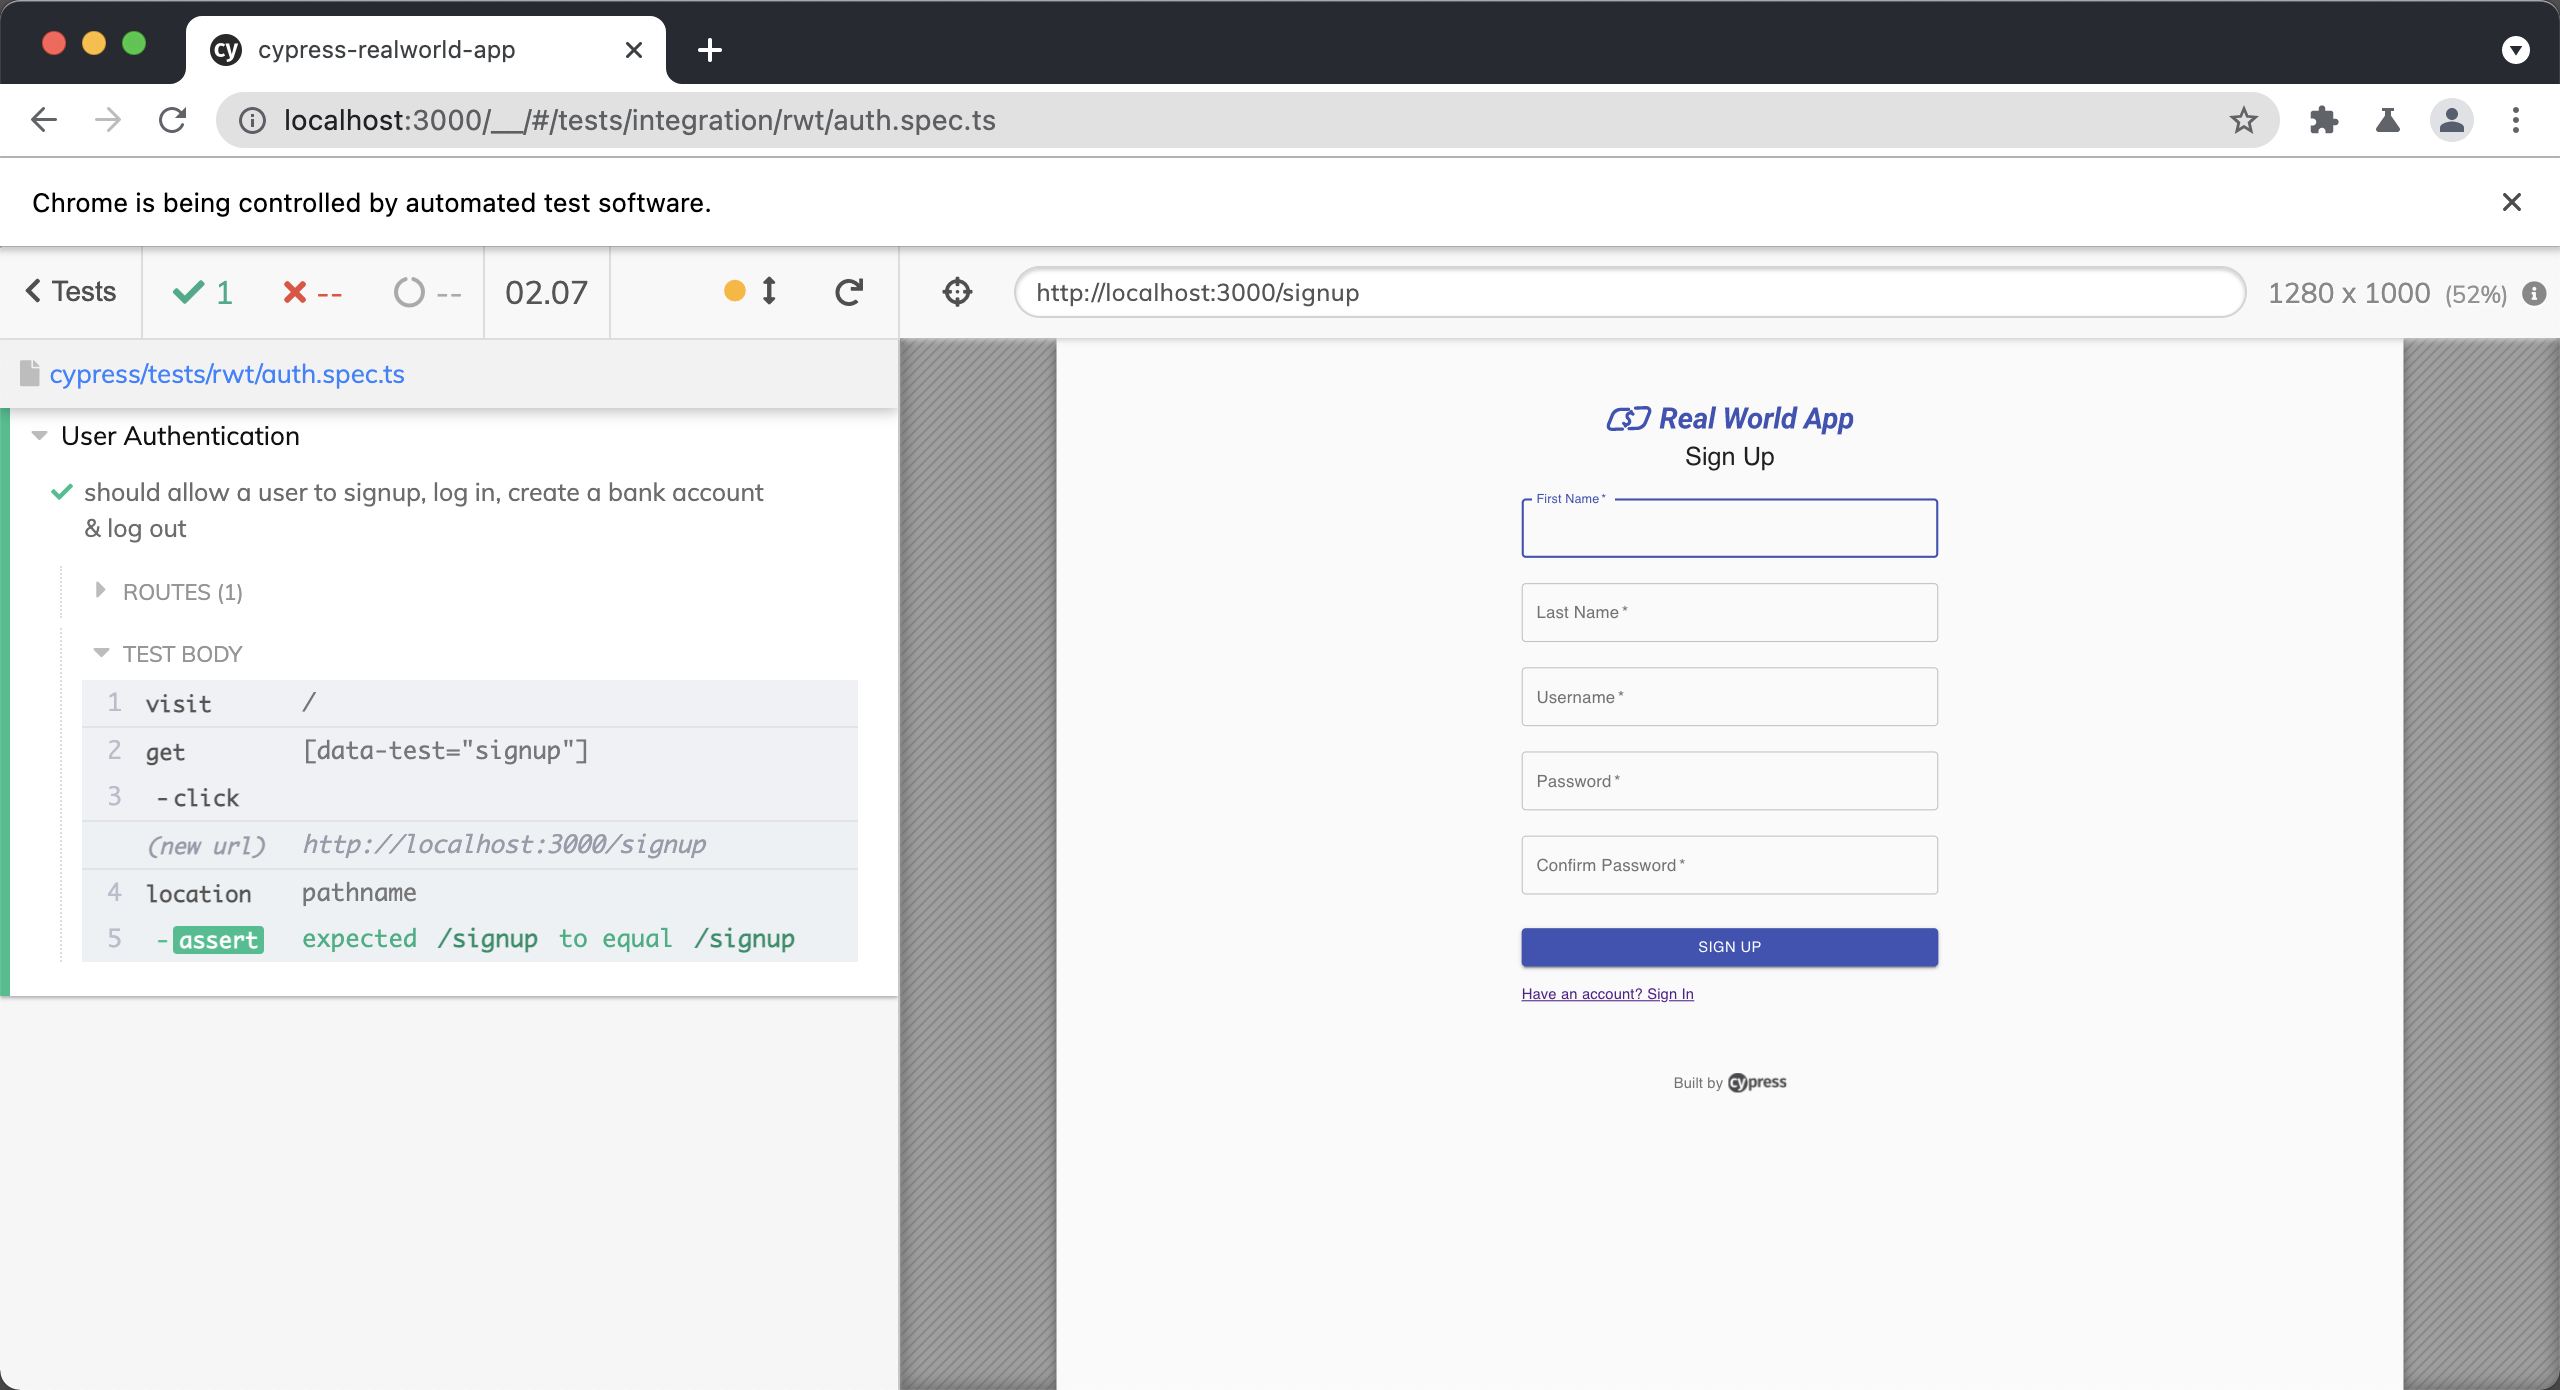 cy cypress-realworld-app
localhost:3000/__/#/tests/integration/rwt/auth.spec.ts
Chrome is being controlled by automated test software.
Tests 1 -- -- 02.07
http://localhost:3000/signup 1280 x 1000 (52%)
cypress/tests/rwt/auth.spec.ts
User Authentication
should allow a user to signup, log in, create a bank account
& log out
ROUTES (1)
TEST BODY
1 visit /
2 get [data-test="signup"]
3 -click
(new url) http://localhost:3000/signup
4 location pathname
5 -assert expected /signup to equal /signup
Real World App
Sign Up
First Name *
Last Name *
Username *
Password *
Confirm Password *
SIGN UP
Have an account? Sign In
Built by cypress